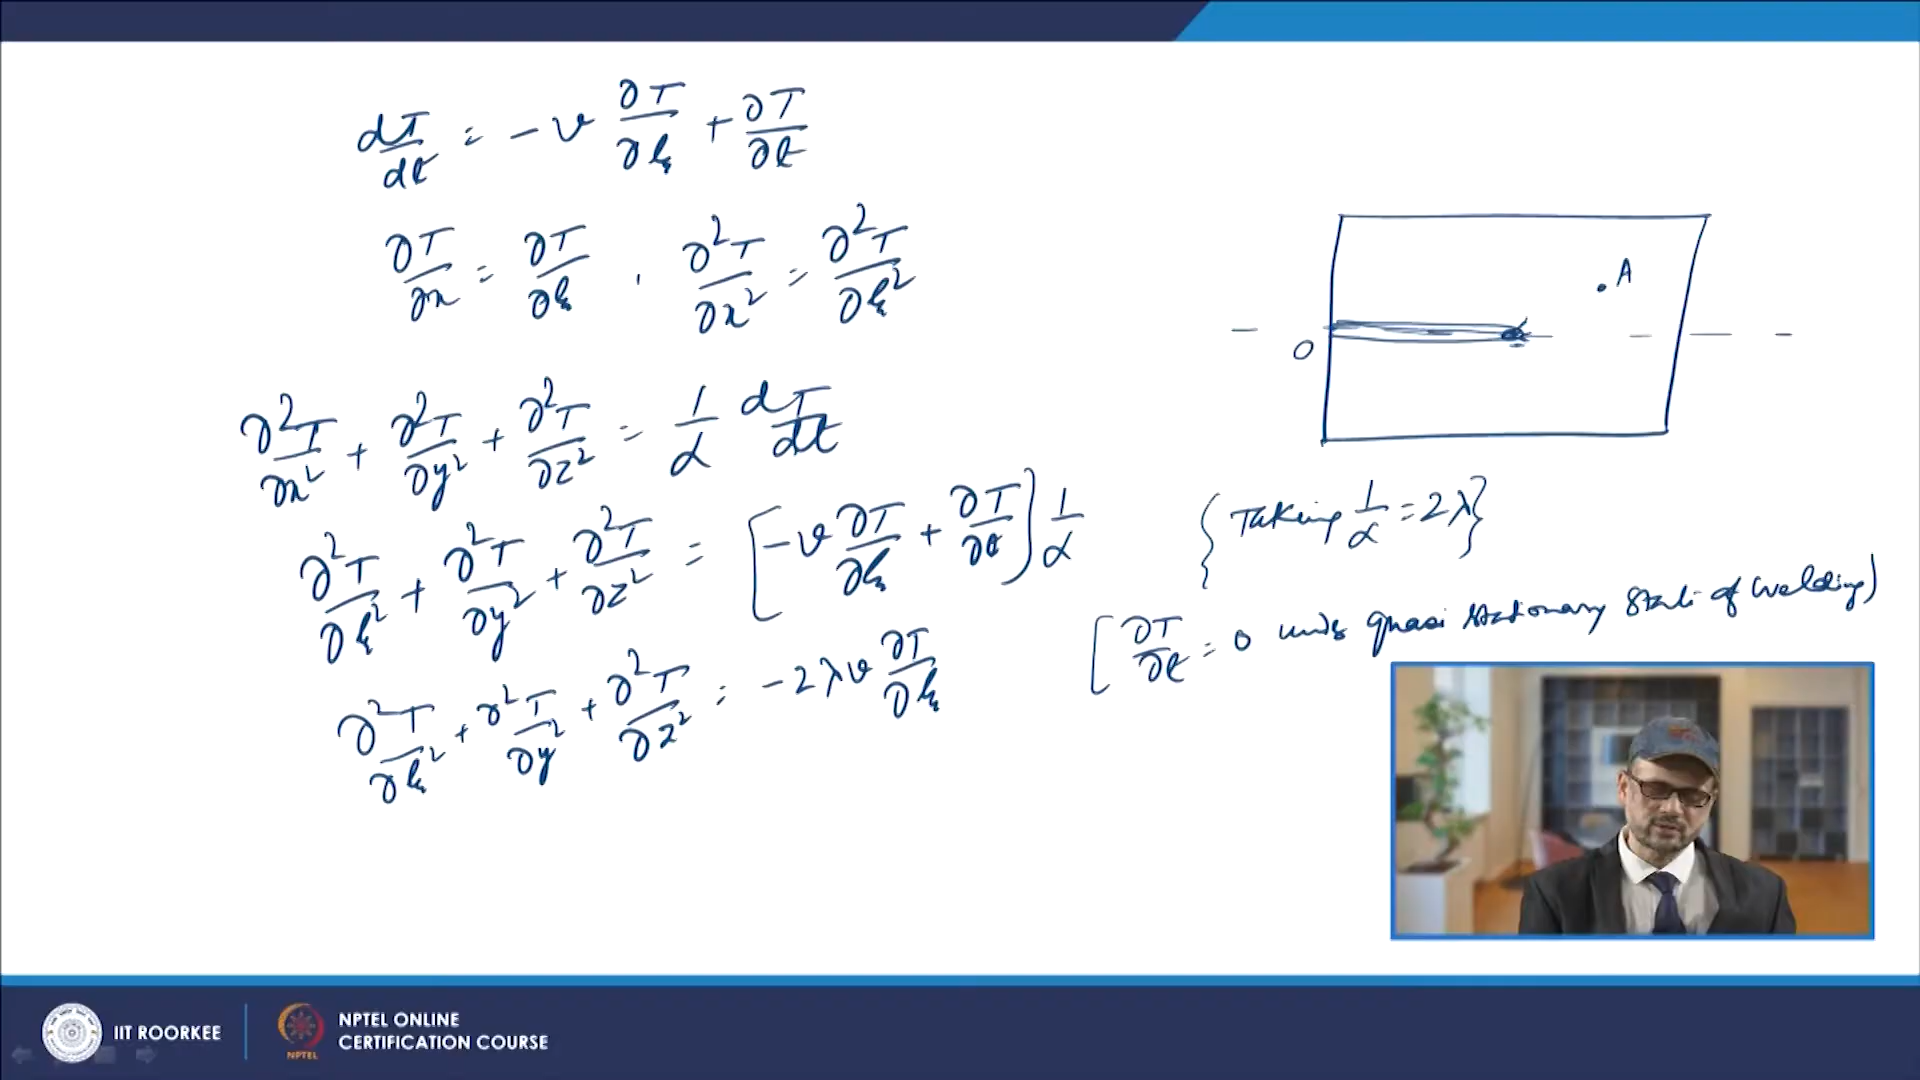 dT/dt = -v ∂T/∂ξ + ∂T/∂t
∂T/∂x = ∂T/∂ξ , ∂²T/∂x² = ∂²T/∂ξ²
∂²T/∂x² + ∂²T/∂y² + ∂²T/∂z² = 1/α dT/dt
∂²T/∂ξ² + ∂²T/∂y² + ∂²T/∂z² = [-v ∂T/∂ξ + ∂T/∂t] 1/α
{Taking 1/α = 2λ}
[∂T/∂t = 0 under quasi stationary state of welding)
∂²T/∂ξ² + ∂²T/∂y² + ∂²T/∂z² = -2λv ∂T/∂ξ
A
O
IIT ROORKEE
NPTEL
NPTEL ONLINE
CERTIFICATION COURSE